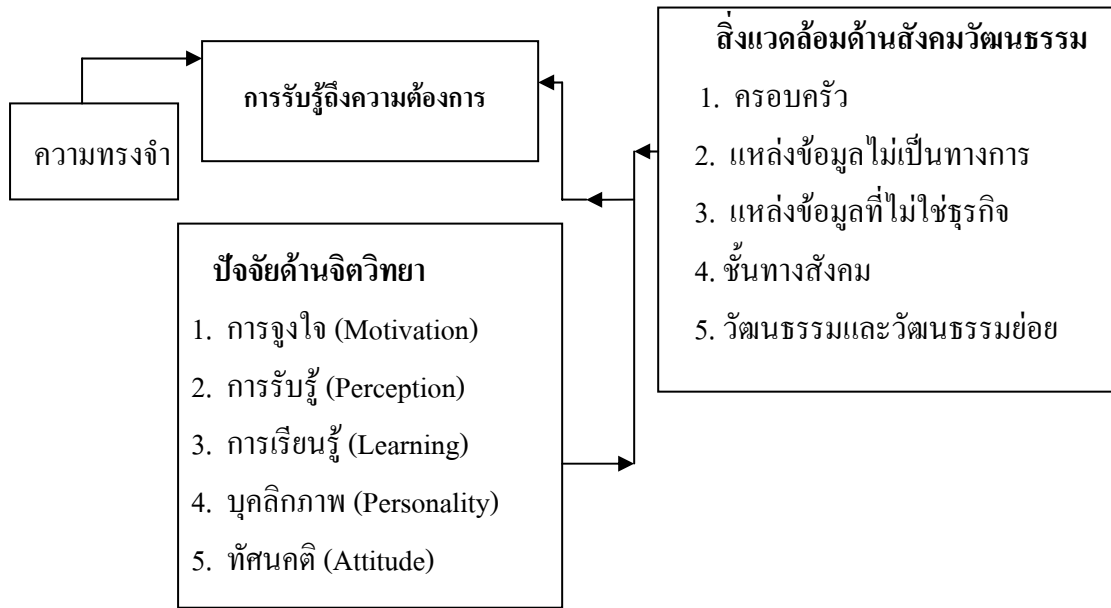 การรับรู้ถึงความต้องการ
ความทรงจำ
สิ่งแวดล้อมด้านสังคมวัฒนธรรม
1. ครอบครัว
2. แหล่งข้อมูลไม่เป็นทางการ
3. แหล่งข้อมูลที่ไม่ใช่ธุรกิจ
4. ชั้นทางสังคม
5. วัฒนธรรมและวัฒนธรรมย่อย
ปัจจัยด้านจิตวิทยา
1. การจูงใจ (Motivation)
2. การรับรู้ (Perception)
3. การเรียนรู้ (Learning)
4. บุคลิกภาพ (Personality)
5. ทัศนคติ (Attitude)